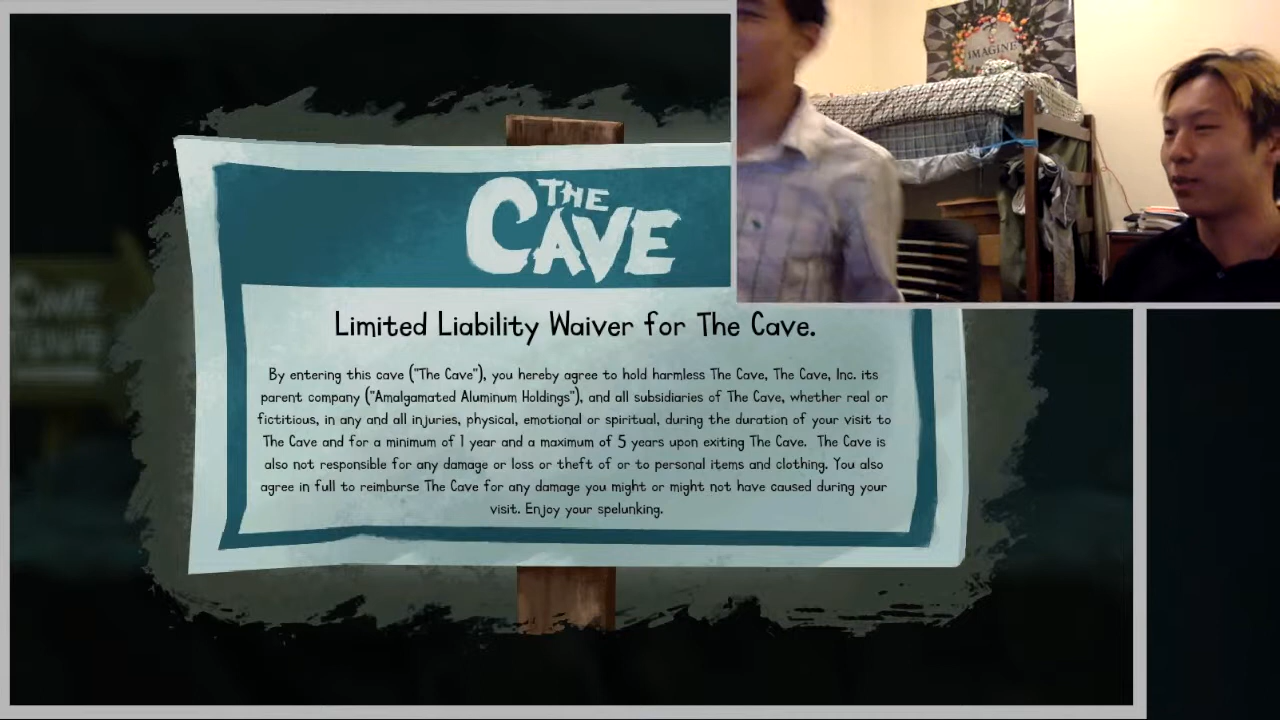 THE
CAVE
IMAGINE
Limited Liability Waiver for The Cave.
By entering this cave ("The Cave"), you hereby agree to hold harmless The Cave, The Cave, Inc. its
parent company ("Amalgamated Aluminum Holdings"), and all subsidiaries of The Cave, whether real or
fictitious, in any and all injuries, physical, emotional or spiritual, during the duration of your visit to
The Cave and for a minimum of 1 year and a maximum of 5 years upon exiting The Cave. The Cave is
also not responsible for any damage or loss or theft of or to personal items and clothing. You also
agree in full to reimburse The Cave for any damage you might or might not have caused during your
visit. Enjoy your spelunking.